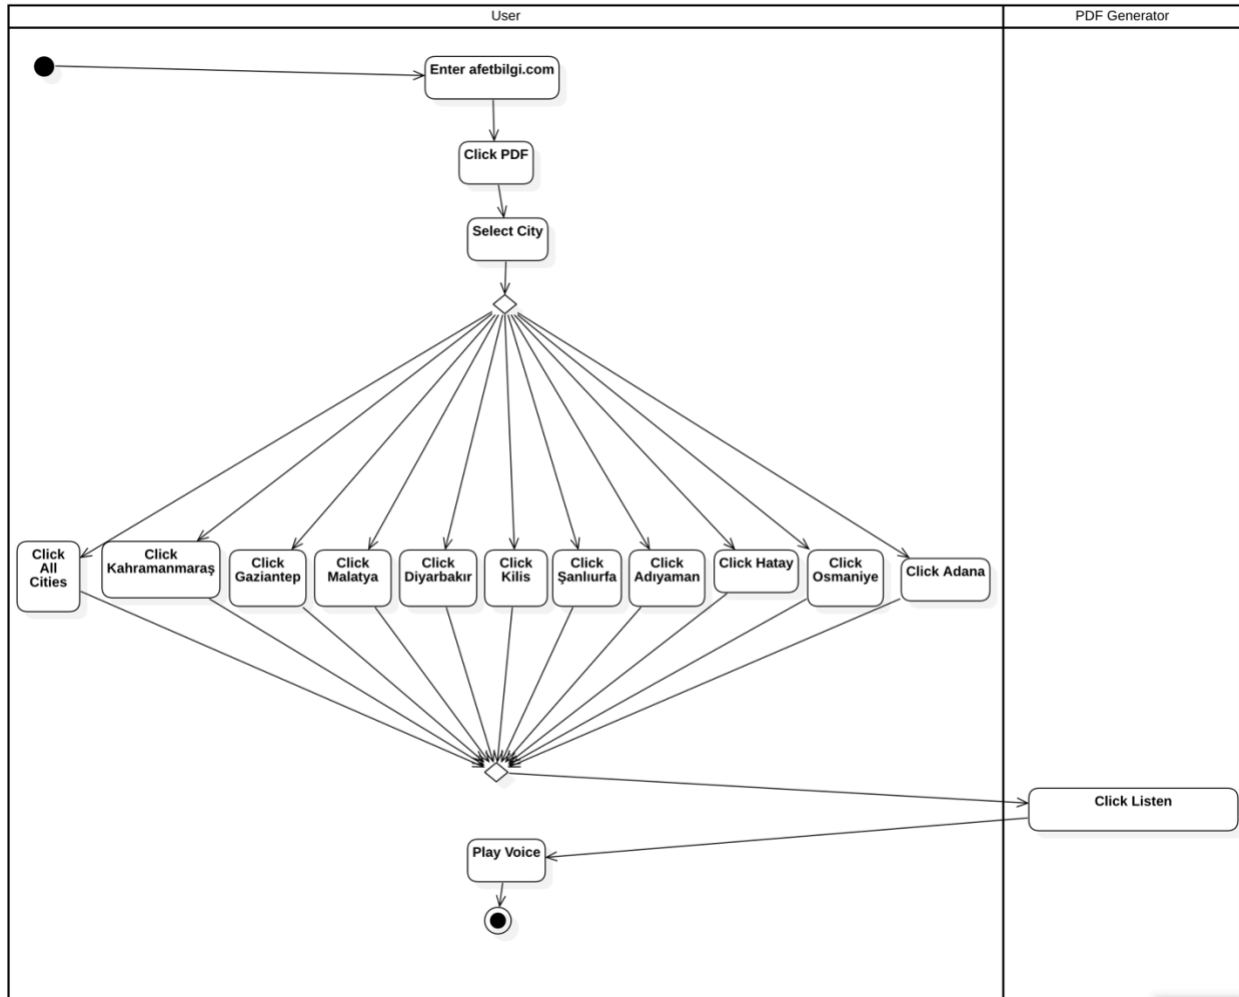 User
PDF Generator
Enter afetbilgi.com
Click PDF
Select City
Click
All
Cities
Click
Kahramanmaraş
Click
Gaziantep
Click
Malatya
Click
Diyarbakır
Click
Kilis
Click
Şanlıurfa
Click
Adıyaman
Click Hatay
Click
Osmaniye
Click Adana
Click Listen
Play Voice